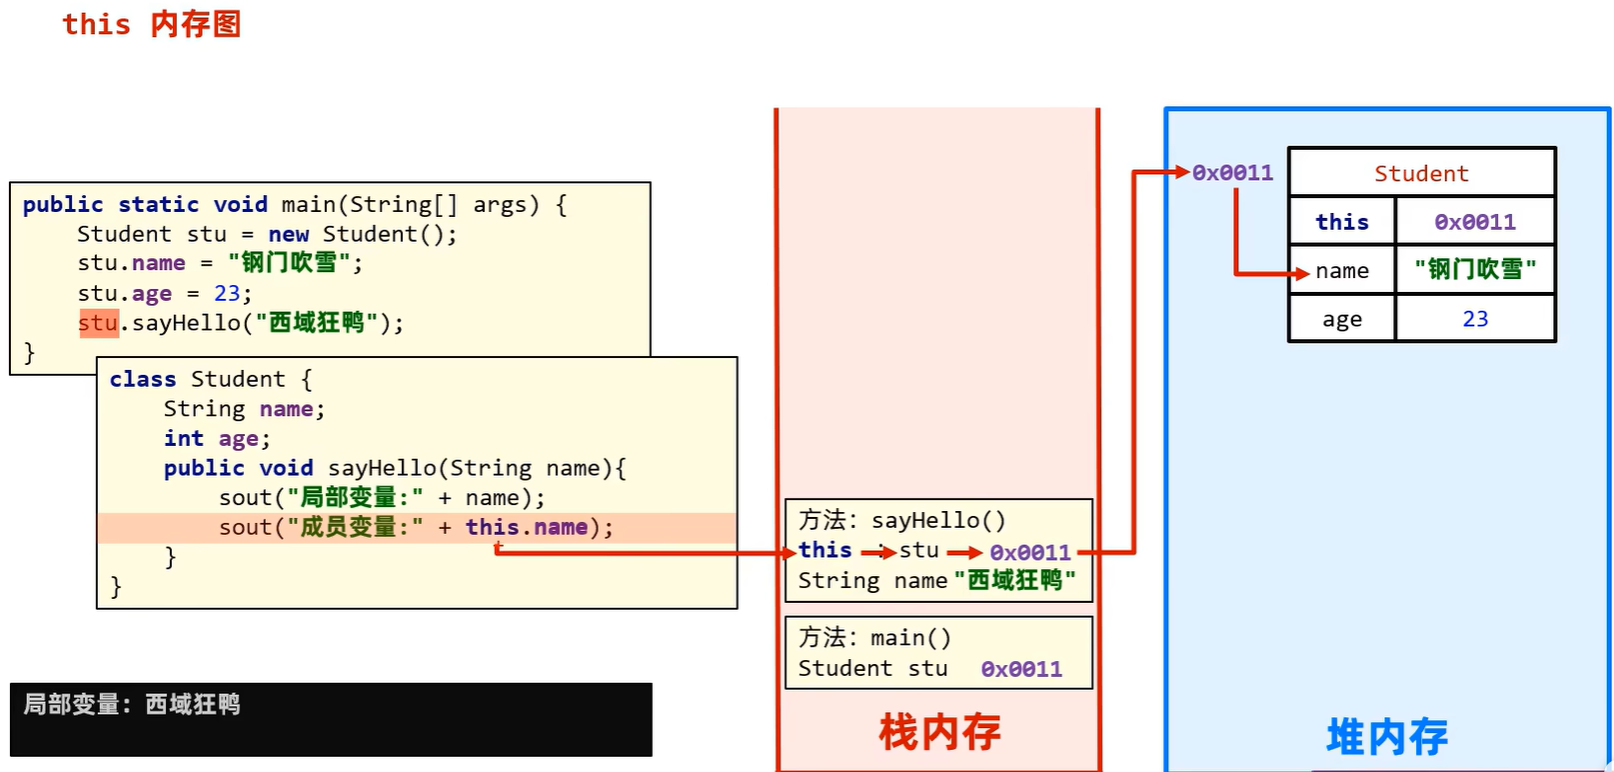 this 内存图
public static void main(String[] args) {
Student stu = new Student();
stu.name = "钢门吹雪";
stu.age = 23;
stu.sayHello("西域狂鸭");
}
class Student {
String name;
int age;
public void sayHello(String name){
sout("局部变量:" + name);
sout("成员变量:" + this.name);
}
}
局部变量: 西域狂鸭
方法: sayHello()
this : stu 0x0011
String name "西域狂鸭"
方法: main()
Student stu 0x0011
栈内存
0x0011
Student
this 0x0011
name "钢门吹雪"
age 23
堆内存